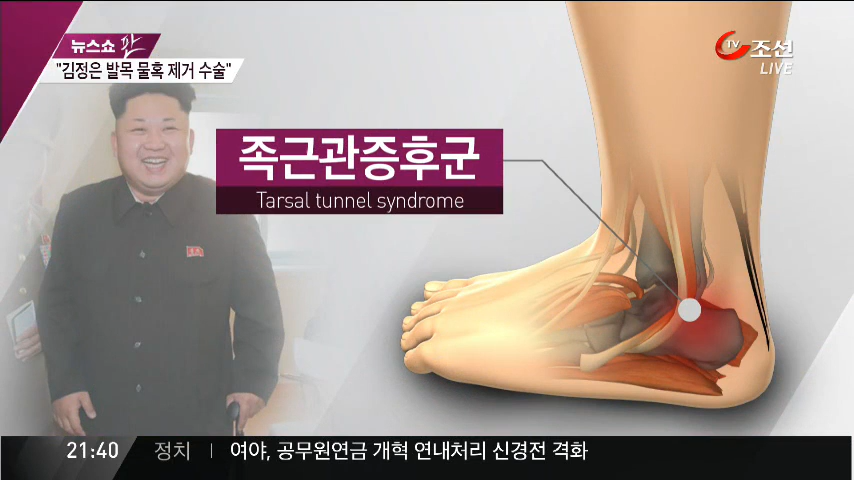 뉴스쇼 판
"김정은 발목 물혹 제거 수술"
TV조선
LIVE
족근관증후군
Tarsal tunnel syndrome
21:40 정치 | 여야, 공무원연금 개혁 연내처리 신경전 격화